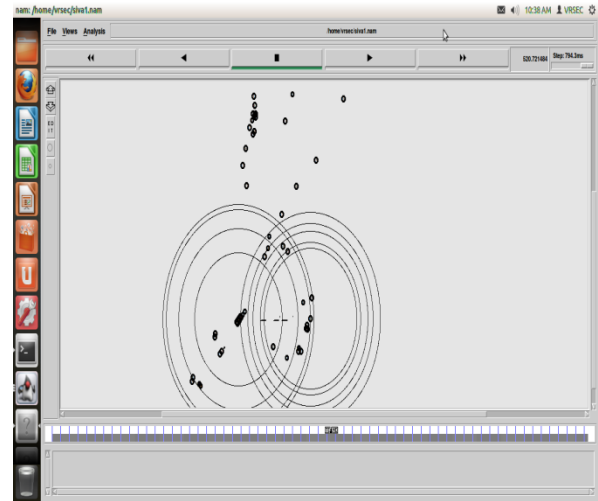 nam: /home/vrsec/siva1.nam
10:38 AM VRSEC
File Views Analysis
/home/vrsec/siva1.nam
520.721484 Step: 794.3ms